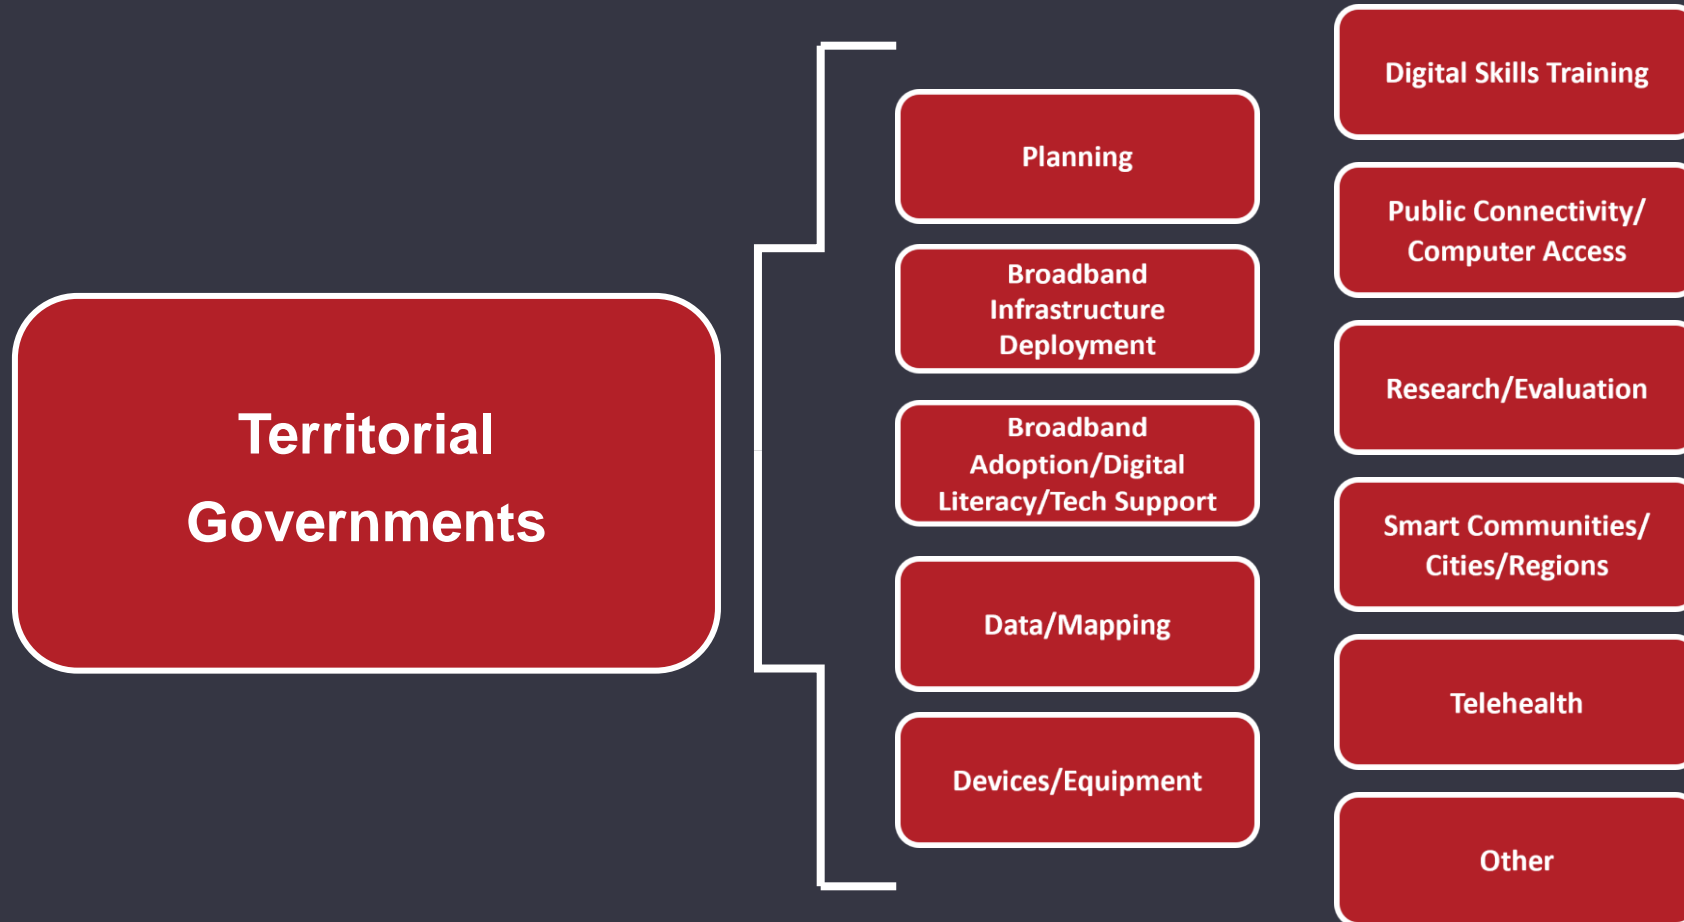 Territorial
Governments
Planning
Broadband
Infrastructure
Deployment
Broadband
Adoption/Digital
Literacy/Tech Support
Data/Mapping
Devices/Equipment
Digital Skills Training
Public Connectivity/
Computer Access
Research/Evaluation
Smart Communities/
Cities/Regions
Telehealth
Other